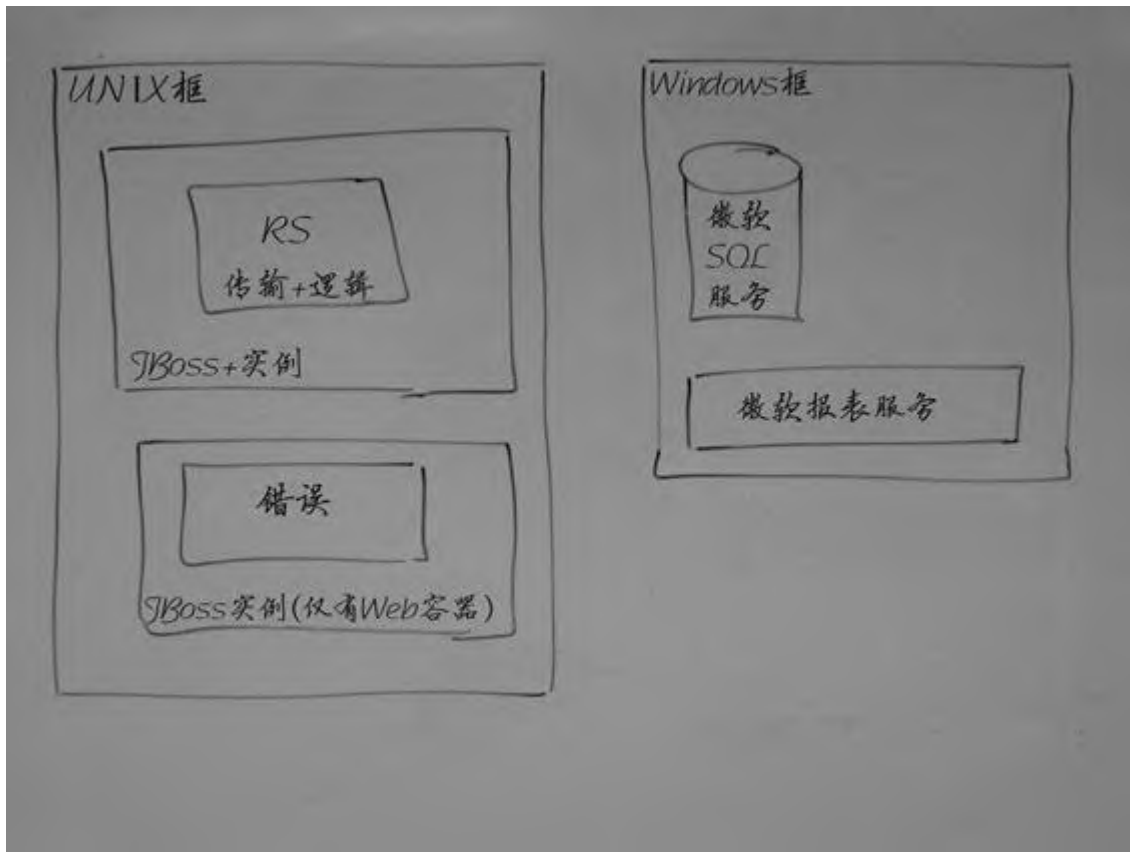 UNIX框
RS
传输+逻辑
JBoss+实例
错误
JBoss实例(仅有Web容器)
Windows框
微软
SQL
服务
微软报表服务